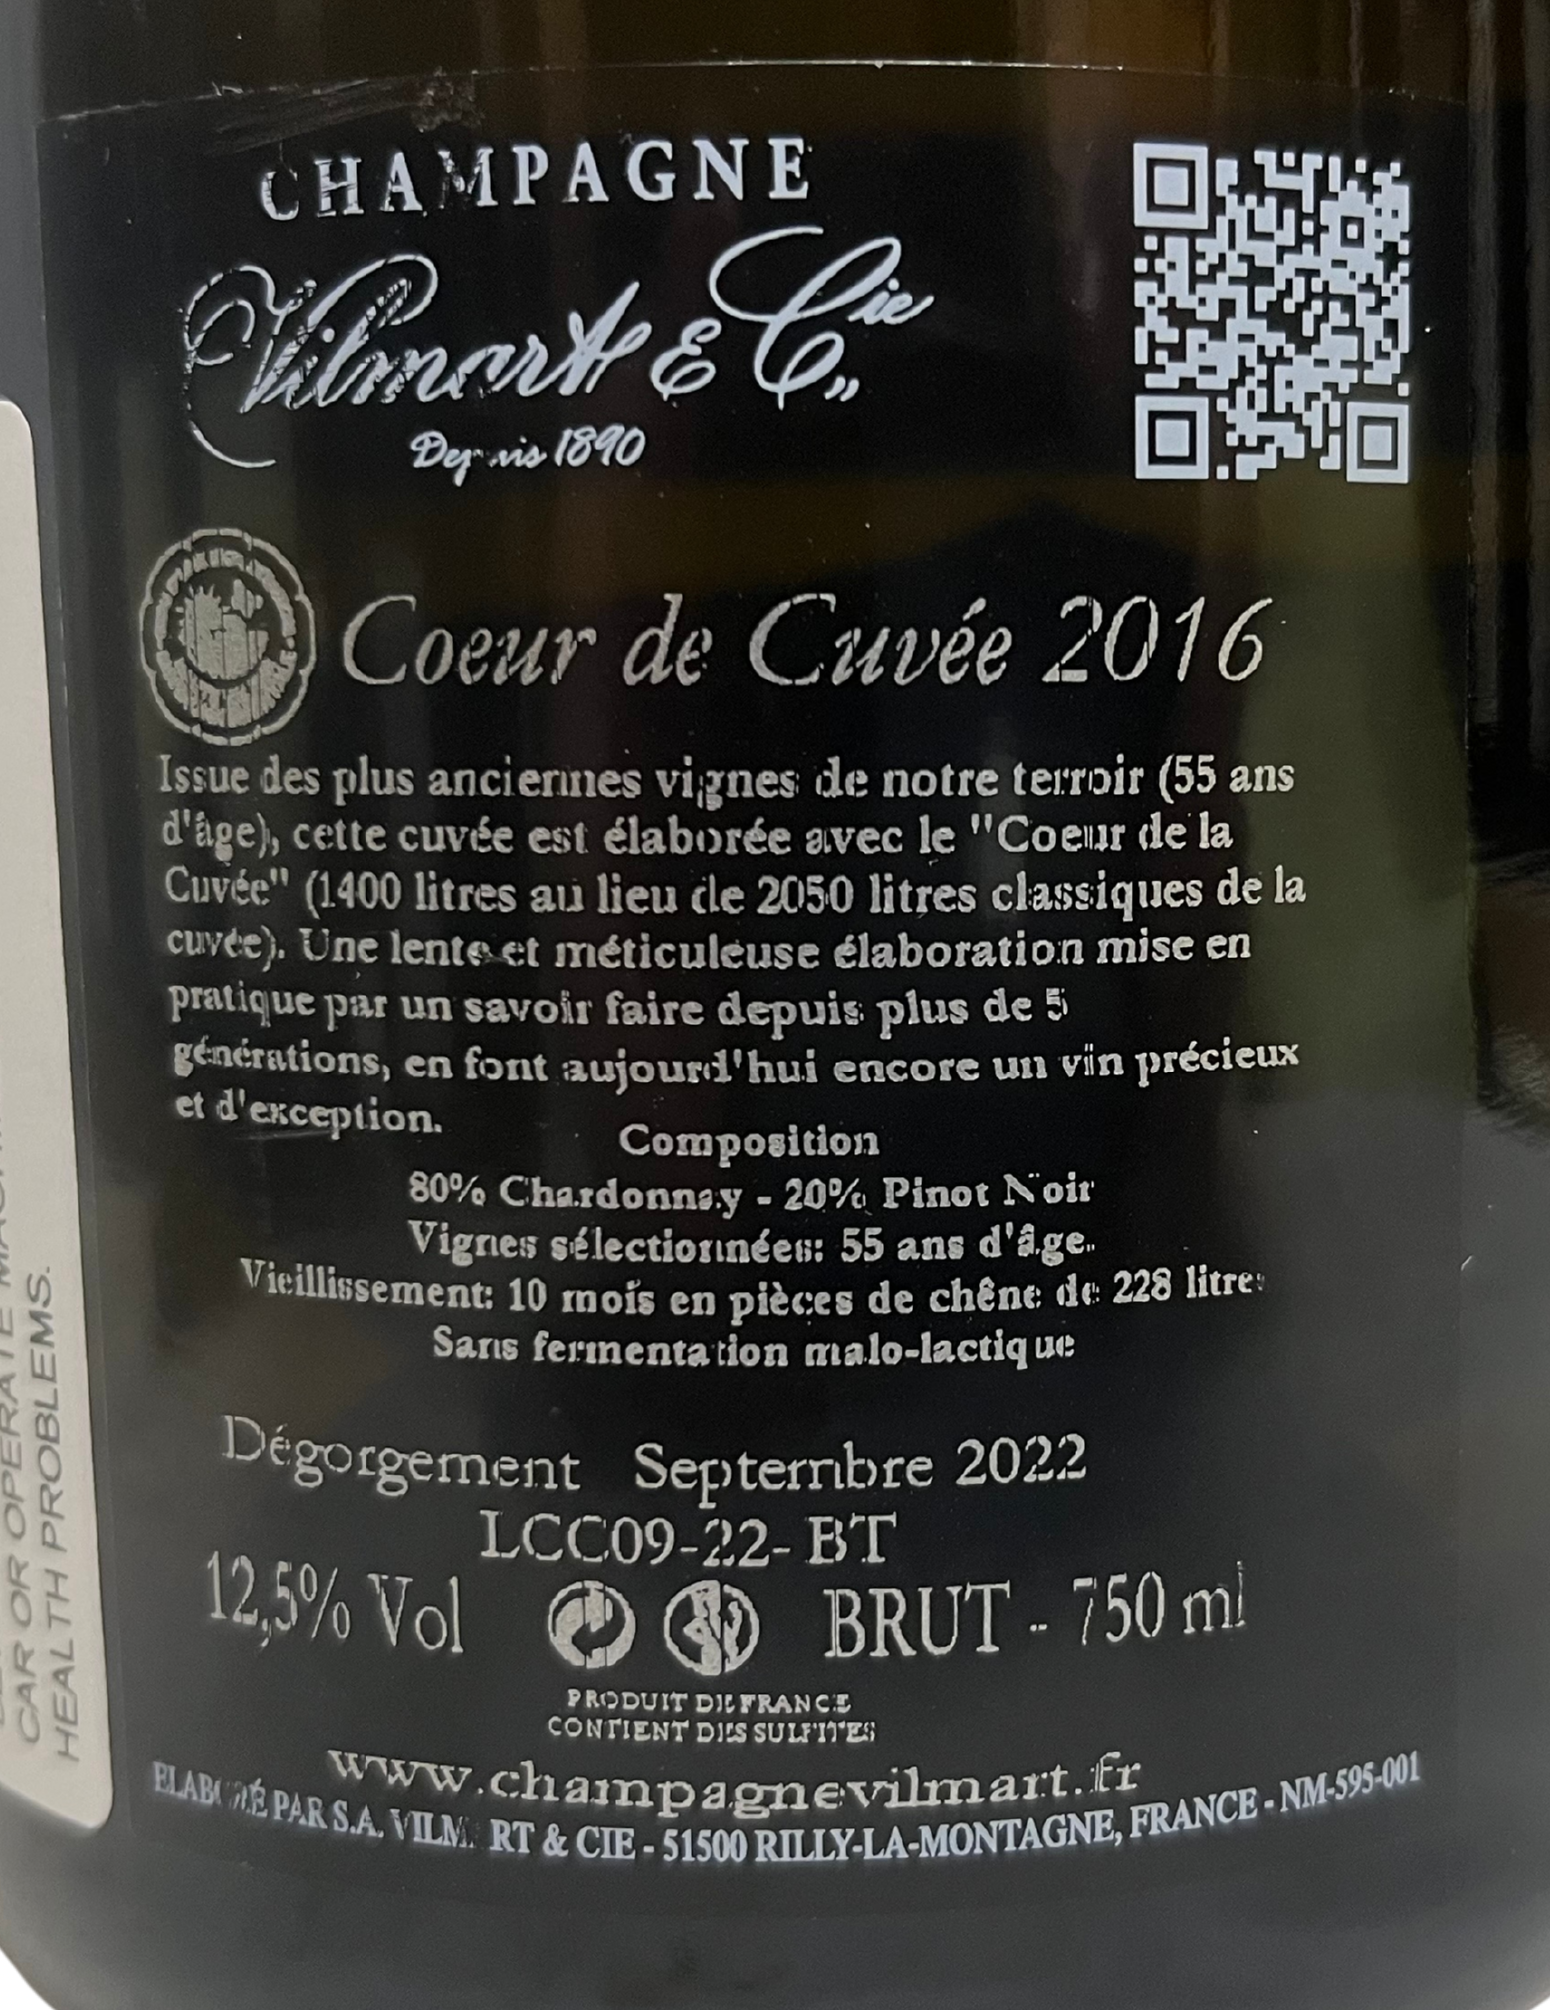 CHAMPAGNE
Vilmart & Cie
Depuis 1890
Coeur de Cuvée 2016
Issue des plus anciennes vignes de notre terroir (55 ans
d'âge), cette cuvée est élaborée avec le "Coeur de la
Cuvée" (1400 litres au lieu de 2050 litres classiques de la
cuvée). Une lente et méticuleuse élaboration mise en
pratique par un savoir faire depuis plus de 5
générations, en font aujourd'hui encore un vin précieux
et d'exception.
Composition
80% Chardonnay - 20% Pinot Noir
Vignes sélectionnées: 55 ans d'âge.
Vieillissement: 10 mois en pièces de chêne de 228 litres
Sans fermentation malo-lactique
Dégorgement Septembre 2022
LCC09-22-BT
12,5% Vol BRUT - 750 ml
PRODUIT DE FRANCE
CONTIENT DES SULFITES
www.champagnevilmart.fr
ELABORÉ PAR S.A. VILMART & CIE - 51500 RILLY-LA-MONTAGNE, FRANCE - NM-595-001
CAR OR OPERATE
HEALTH PROBLEMS.